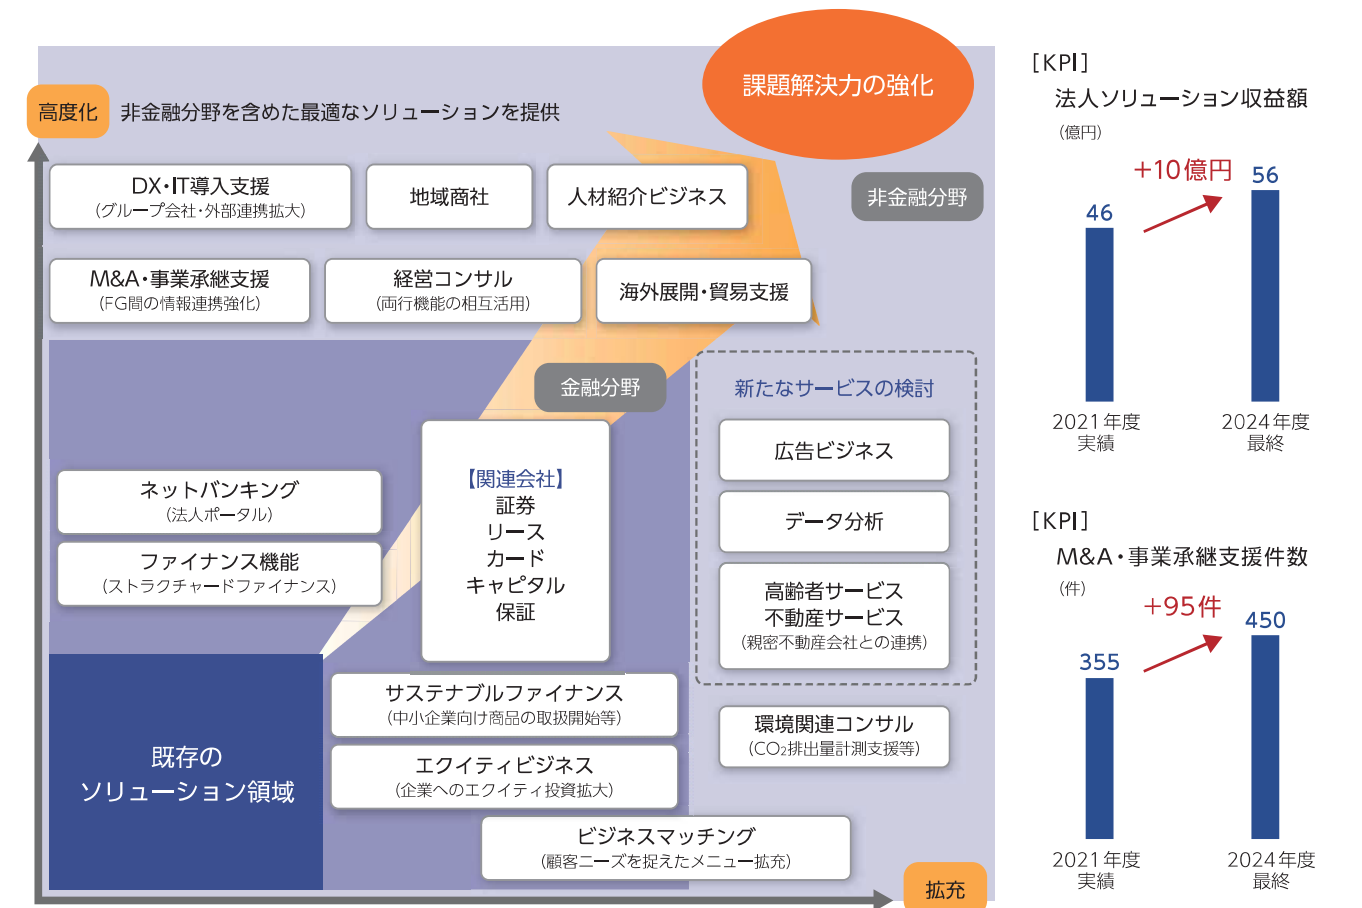 課題解決力の強化
高度化
非金融分野を含めた最適なソリューションを提供
DX・IT導入支援
(グループ会社・外部連携拡大)
地域商社
人材紹介ビジネス
非金融分野
M&A・事業承継支援
(FG間の情報連携強化)
経営コンサル
(両行機能の相互活用)
海外展開・貿易支援
金融分野
新たなサービスの検討
広告ビジネス
データ分析
高齢者サービス
不動産サービス
(親密不動産会社との連携)
ネットバンキング
(法人ポータル)
ファイナンス機能
(ストラクチャードファイナンス)
【関連会社】
証券
リース
カード
キャピタル
保証
サステナブルファイナンス
(中小企業向け商品の取扱開始等)
環境関連コンサル
(CO₂排出量計測支援等)
既存の
ソリューション領域
エクイティビジネス
(企業へのエクイティ投資拡大)
ビジネスマッチング
(顧客ニーズを捉えたメニュー拡充)
拡充
[KPI]
法人ソリューション収益額
(億円)
+10億円
46
56
2021年度
実績
2024年度
最終
[KPI]
M&A・事業承継支援件数
(件)
+95件
355
450
2021年度
実績
2024年度
最終